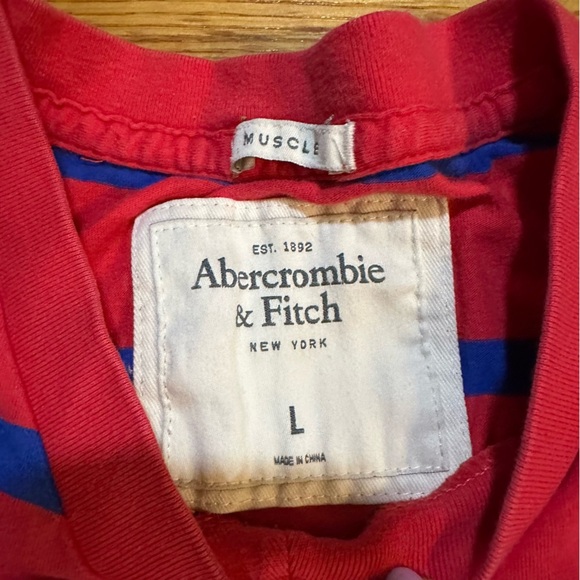 MUSCLE
EST. 1892
Abercrombie
& Fitch
NEW YORK
L
MADE IN CHINA